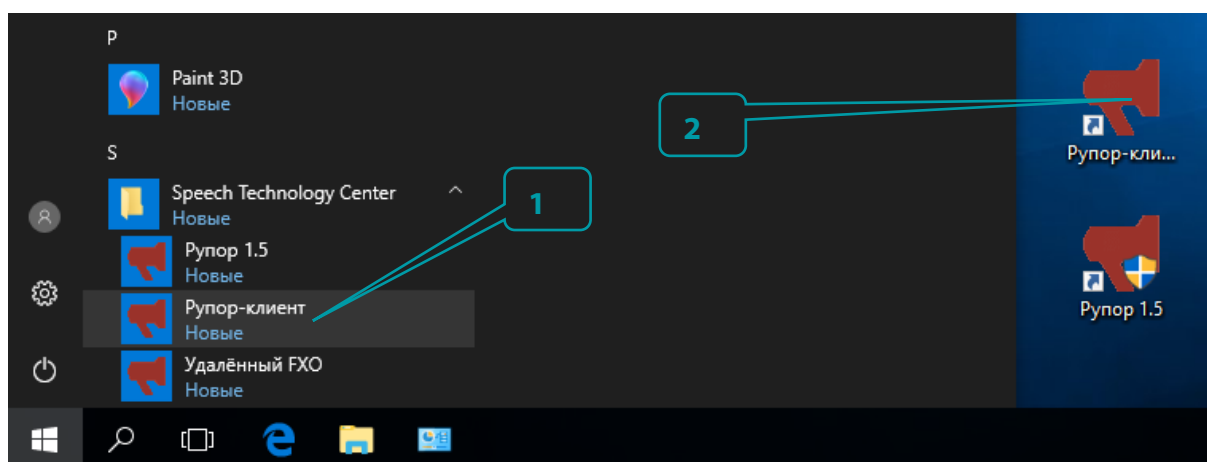 P
Paint 3D
Новые
S
Speech Technology Center
Новые
Рупор 1.5
Новые
Рупор-клиент
Новые
Удалённый FXO
Новые
1
2
Рупор-кли...
Рупор 1.5